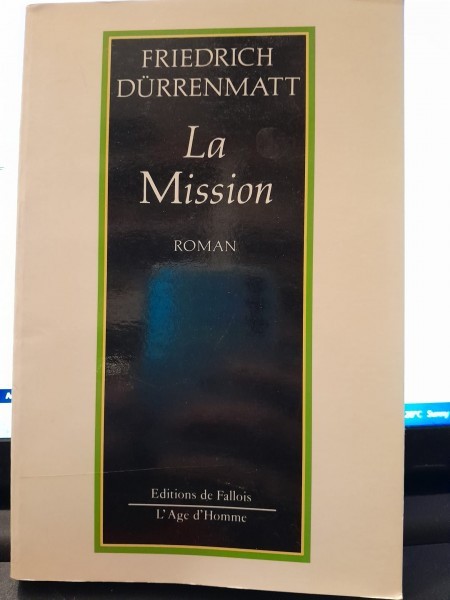 FRIEDRICH
DÜRRENMATT
La
Mission
ROMAN
Editions de Fallois
L'Age d'Homme